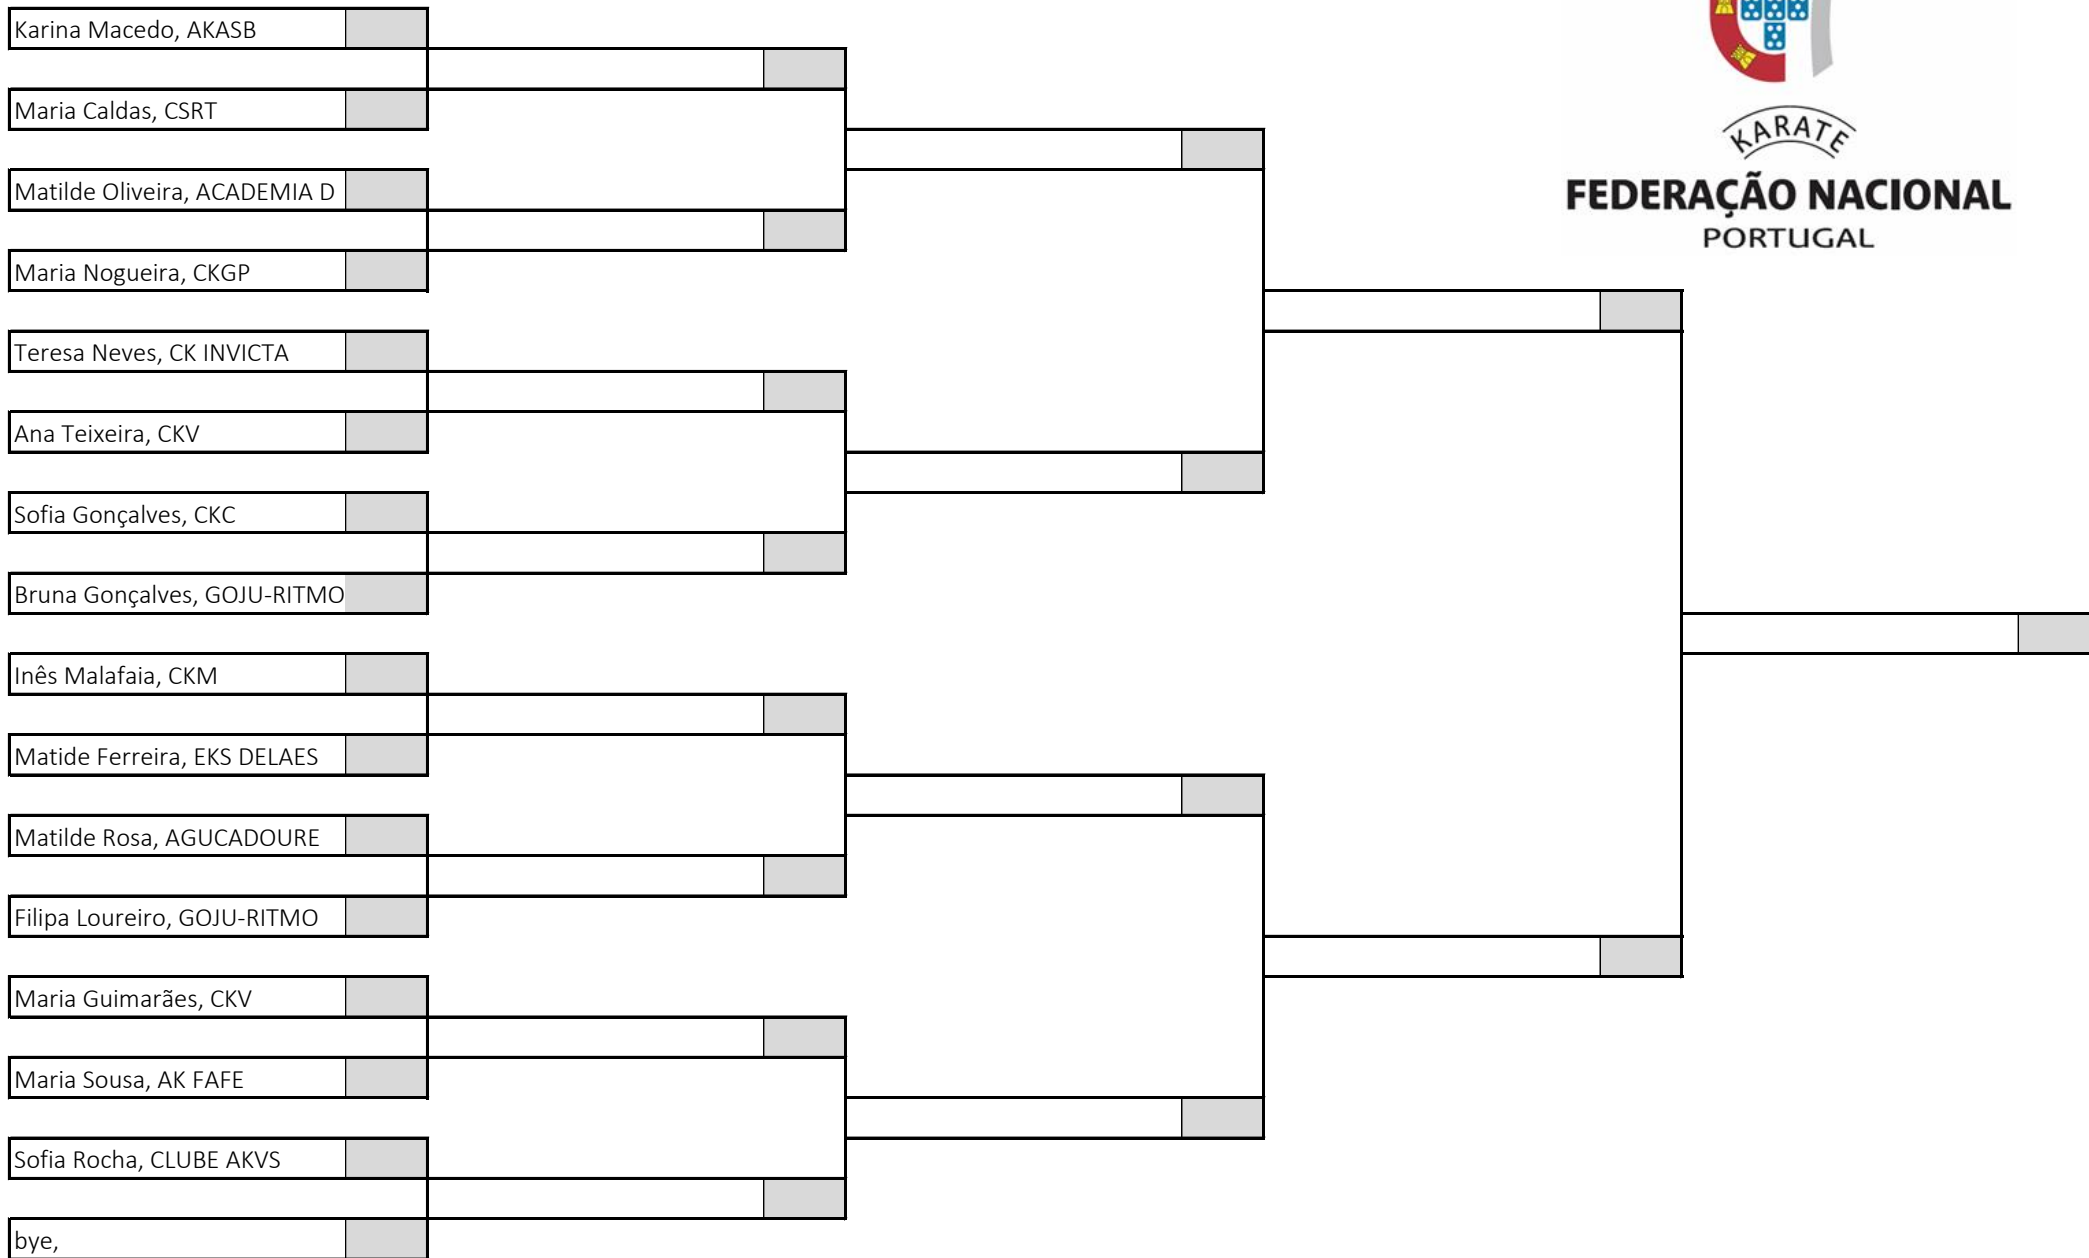 Karina Macedo, AKASB
Maria Caldas, CSRT
Matilde Oliveira, ACADEMIA D
Maria Nogueira, CKGP
Teresa Neves, CK INVICTA
Ana Teixeira, CKV
Sofia Gonçalves, CKC
Bruna Gonçalves, GOJU-RITMO
Inês Malafaia, CKM
Matide Ferreira, EKS DELAES
Matilde Rosa, AGUCADOURE
Filipa Loureiro, GOJU-RITMO
Maria Guimarães, CKV
Maria Sousa, AK FAFE
Sofia Rocha, CLUBE AKVS
bye,
KARATE
FEDERAÇÃO NACIONAL
PORTUGAL